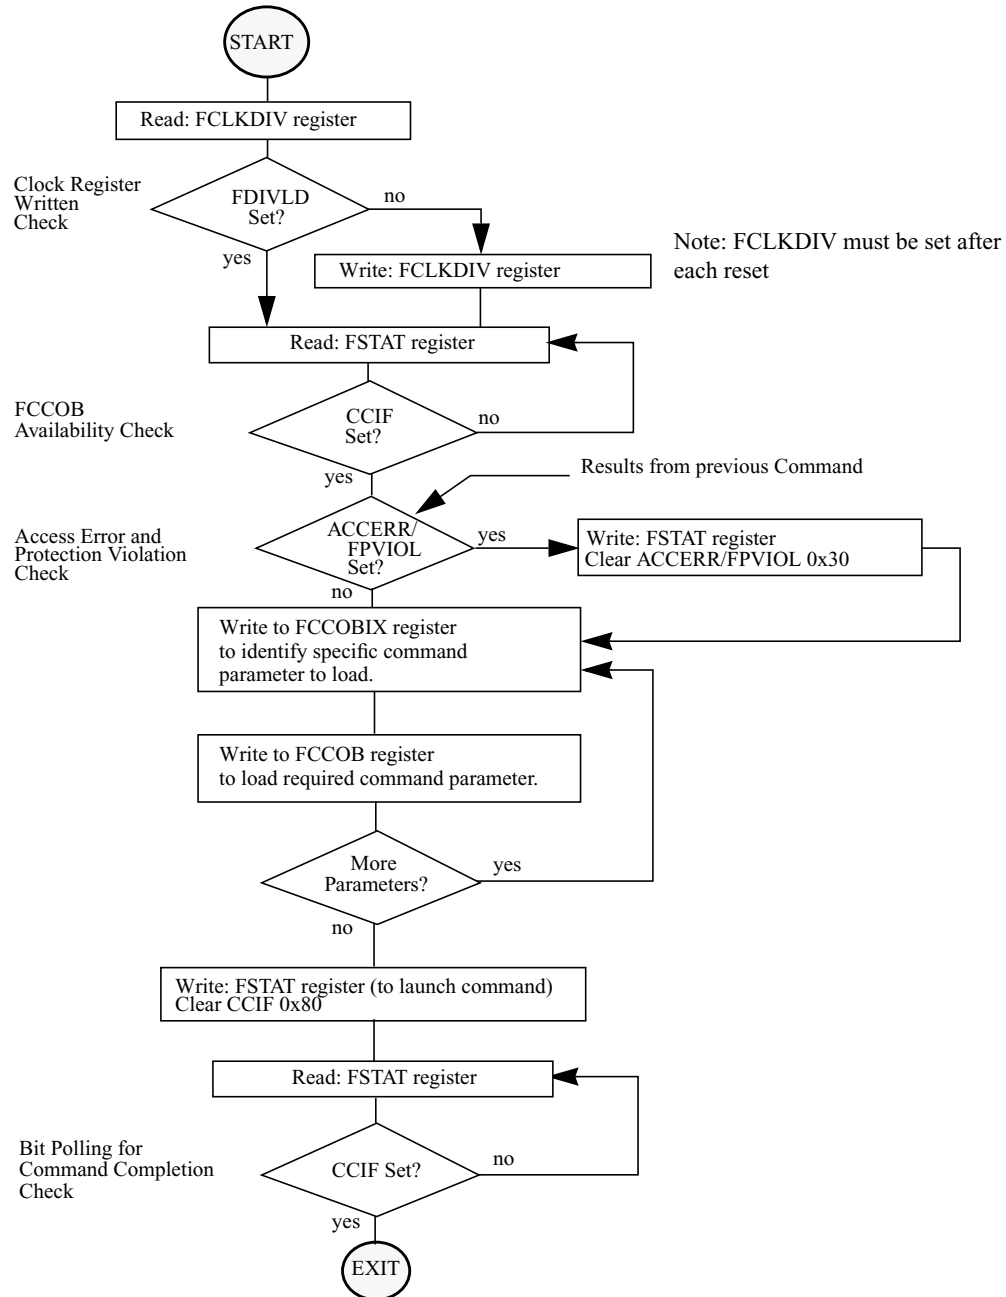 START
Read: FCLKDIV register
Clock Register
Written
Check
FDIVLD
Set?
no
yes
Write: FCLKDIV register
Note: FCLKDIV must be set after
each reset
Read: FSTAT register
FCCOB
Availability Check
CCIF
Set?
no
yes
Results from previous Command
Access Error and
Protection Violation
Check
ACCERR/
FPVIOL
Set?
yes
no
Write: FSTAT register
Clear ACCERR/FPVIOL 0x30
Write to FCCOBIX register
to identify specific command
parameter to load.
Write to FCCOB register
to load required command parameter.
More
Parameters?
yes
no
Write: FSTAT register (to launch command)
Clear CCIF 0x80
Read: FSTAT register
Bit Polling for
Command Completion
Check
CCIF Set?
no
yes
EXIT